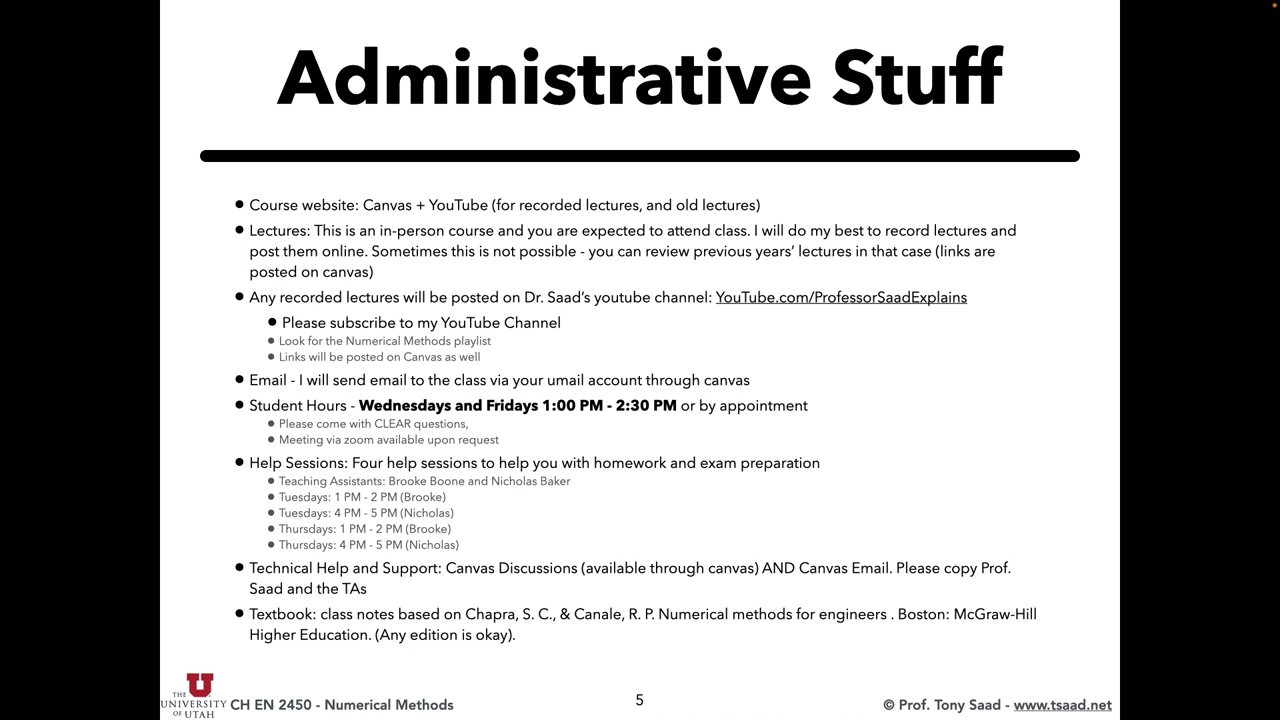 Administrative Stuff
• Course website: Canvas + YouTube (for recorded lectures, and old lectures)
• Lectures: This is an in-person course and you are expected to attend class. I will do my best to record lectures and
post them online. Sometimes this is not possible - you can review previous years’ lectures in that case (links are
posted on canvas)
• Any recorded lectures will be posted on Dr. Saad’s youtube channel: YouTube.com/ProfessorSaadExplains
• Please subscribe to my YouTube Channel
• Look for the Numerical Methods playlist
• Links will be posted on Canvas as well
• Email - I will send email to the class via your umail account through canvas
• Student Hours - Wednesdays and Fridays 1:00 PM - 2:30 PM or by appointment
• Please come with CLEAR questions,
• Meeting via zoom available upon request
• Help Sessions: Four help sessions to help you with homework and exam preparation
• Teaching Assistants: Brooke Boone and Nicholas Baker
• Tuesdays: 1 PM - 2 PM (Brooke)
• Tuesdays: 4 PM - 5 PM (Nicholas)
• Thursdays: 1 PM - 2 PM (Brooke)
• Thursdays: 4 PM - 5 PM (Nicholas)
• Technical Help and Support: Canvas Discussions (available through canvas) AND Canvas Email. Please copy Prof.
Saad and the TAs
• Textbook: class notes based on Chapra, S. C., & Canale, R. P. Numerical methods for engineers . Boston: McGraw-Hill
Higher Education. (Any edition is okay).
U
THE
UNIVERSITY
OF UTAH
CH EN 2450 - Numerical Methods
5
© Prof. Tony Saad - www.tsaad.net